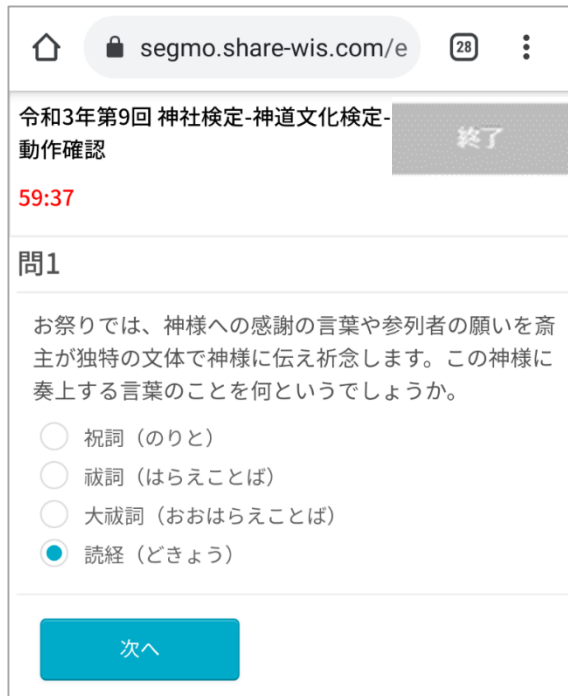 segmo.share-wis.com/e
28
令和3年第9回 神社検定-神道文化検定-
動作確認
終了
59:37
問1
お祭りでは、神様への感謝の言葉や参列者の願いを斎
主が独特の文体で神様に伝え祈念します。この神様に
奏上する言葉のことを何というでしょうか。
祝詞（のりと）
祓詞（はらえことば）
大祓詞（おおはらえことば）
読経（どきょう）
次へ